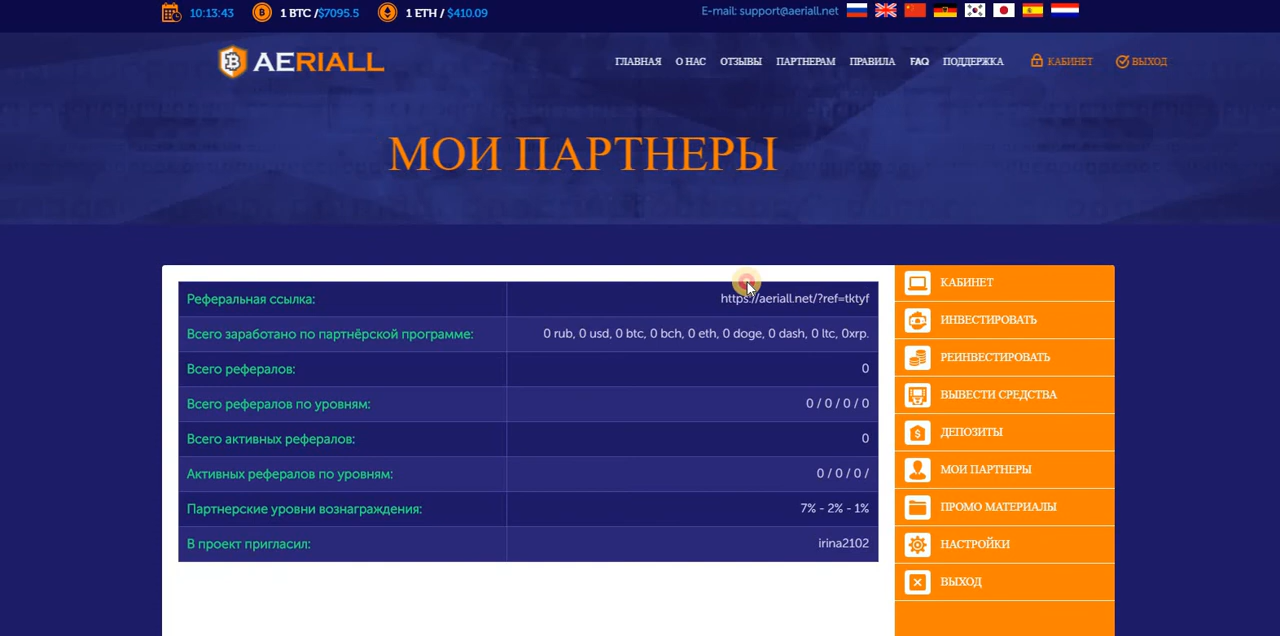 10:13:43 1 BTC /$7095.5 1 ETH / $410.09 E-mail: support@aeriall.net
AERIALL ГЛАВНАЯ О НАС ОТЗЫВЫ ПАРТНЕРАМ ПРАВИЛА FAQ ПОДДЕРЖКА КАБИНЕТ ВЫХОД
МОИ ПАРТНЕРЫ
Реферальная ссылка: https://aeriall.net/?ref=tktyf
Всего заработано по партнёрской программе: 0 rub, 0 usd, 0 btc, 0 bch, 0 eth, 0 doge, 0 dash, 0 ltc, 0xrp.
Всего рефералов: 0
Всего рефералов по уровням: 0 / 0 / 0 / 0
Всего активных рефералов: 0
Активных рефералов по уровням: 0 / 0 / 0 /
Партнерские уровни вознаграждения: 7% - 2% - 1%
В проект пригласил: irina2102
КАБИНЕТ
ИНВЕСТИРОВАТЬ
РЕИНВЕСТИРОВАТЬ
ВЫВЕСТИ СРЕДСТВА
ДЕПОЗИТЫ
МОИ ПАРТНЕРЫ
ПРОМО МАТЕРИАЛЫ
НАСТРОЙКИ
ВЫХОД